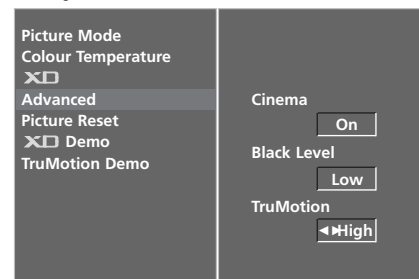 Picture Mode
Colour Temperature
XD
Advanced
Picture Reset
XD Demo
TruMotion Demo
Cinema
On
Black Level
Low
TruMotion
◄►High